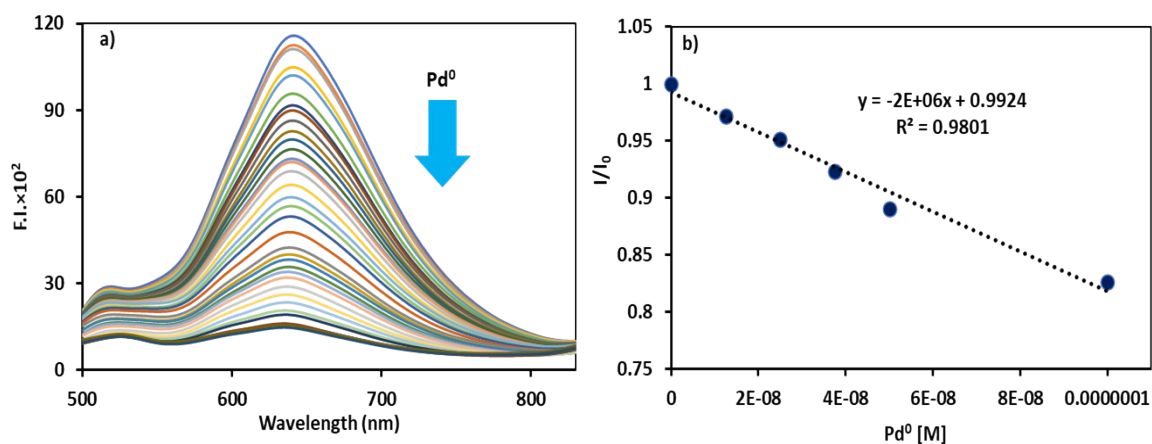 a)
120
90
60
30
0
F.I.×10²
Pd⁰
500
600
700
800
Wavelength (nm)
b)
1.05
1
0.95
0.9
0.85
0.8
0.75
I/I₀
y = -2E+06x + 0.9924
R² = 0.9801
0
2E-08
4E-08
6E-08
8E-08
0.0000001
Pd⁰ [M]